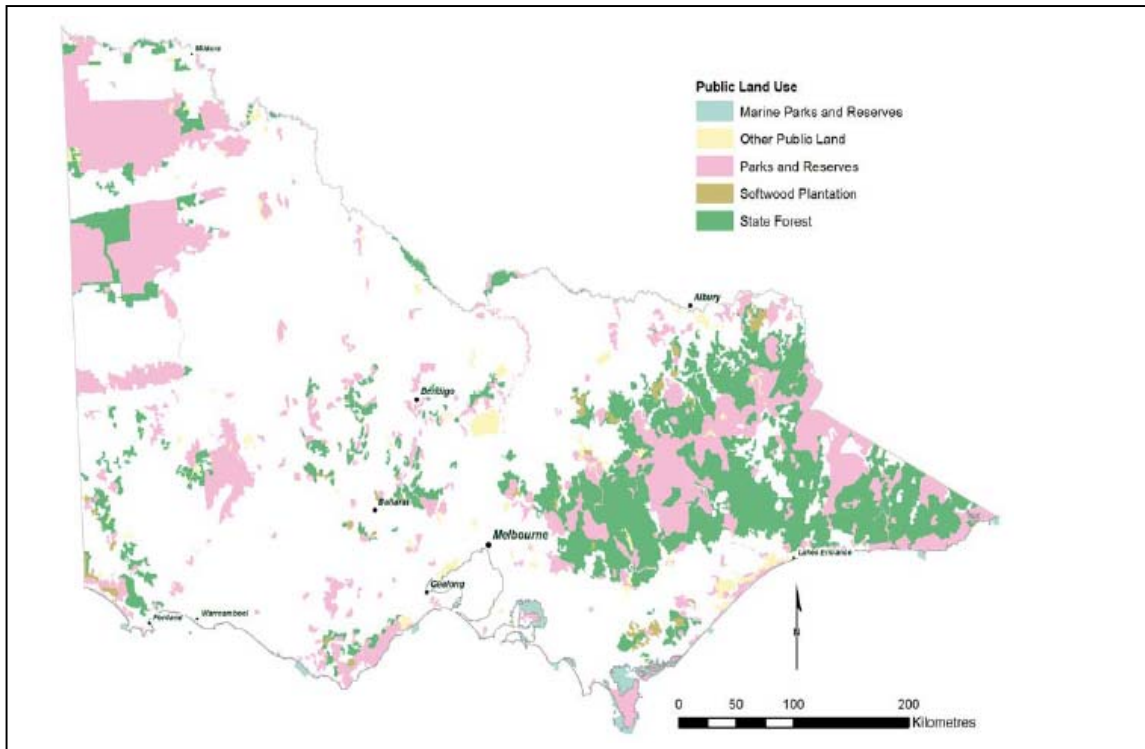 Mildura
Public Land Use
Marine Parks and Reserves
Other Public Land
Parks and Reserves
Softwood Plantation
State Forest
Albury
Bendigo
Ballarat
Melbourne
Lakes Entrance
Geelong
Portland
Warrnambool
N
0 50 100 200
Kilometres